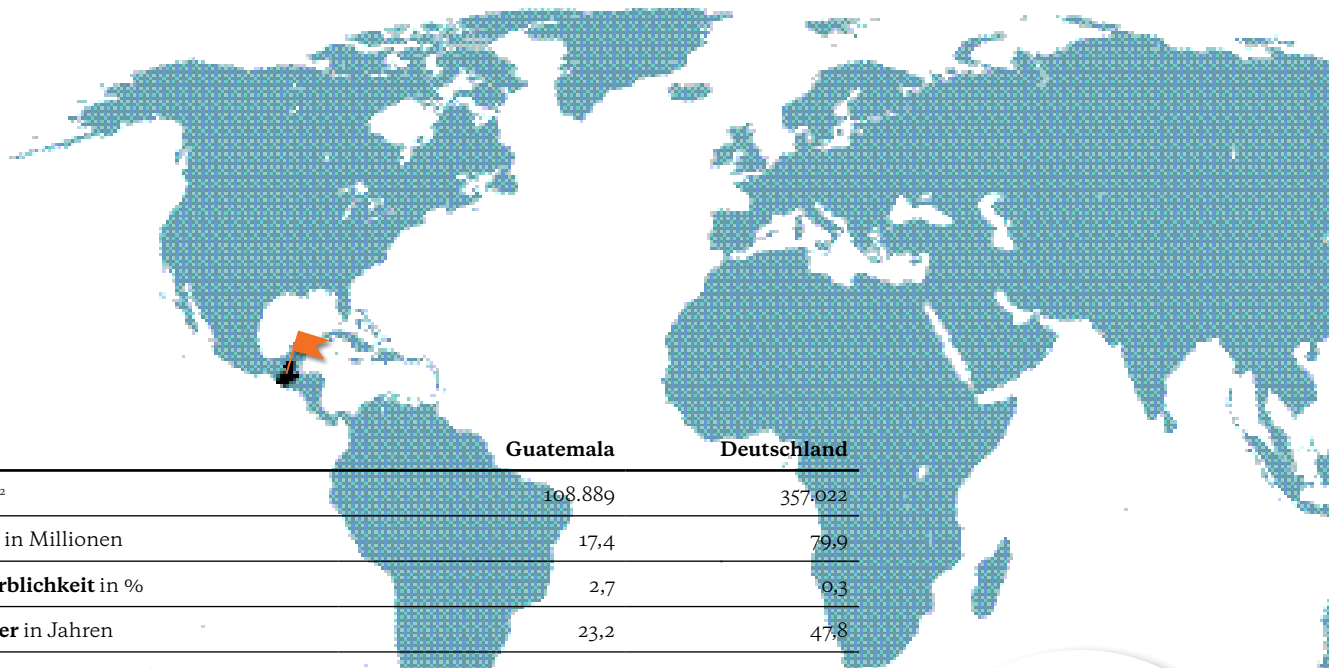 Guatemala Deutschland
² 108.889 357.022
in Millionen 17,4 79,9
rblichkeit in % 2,7 0,3
er in Jahren 23,2 47,8